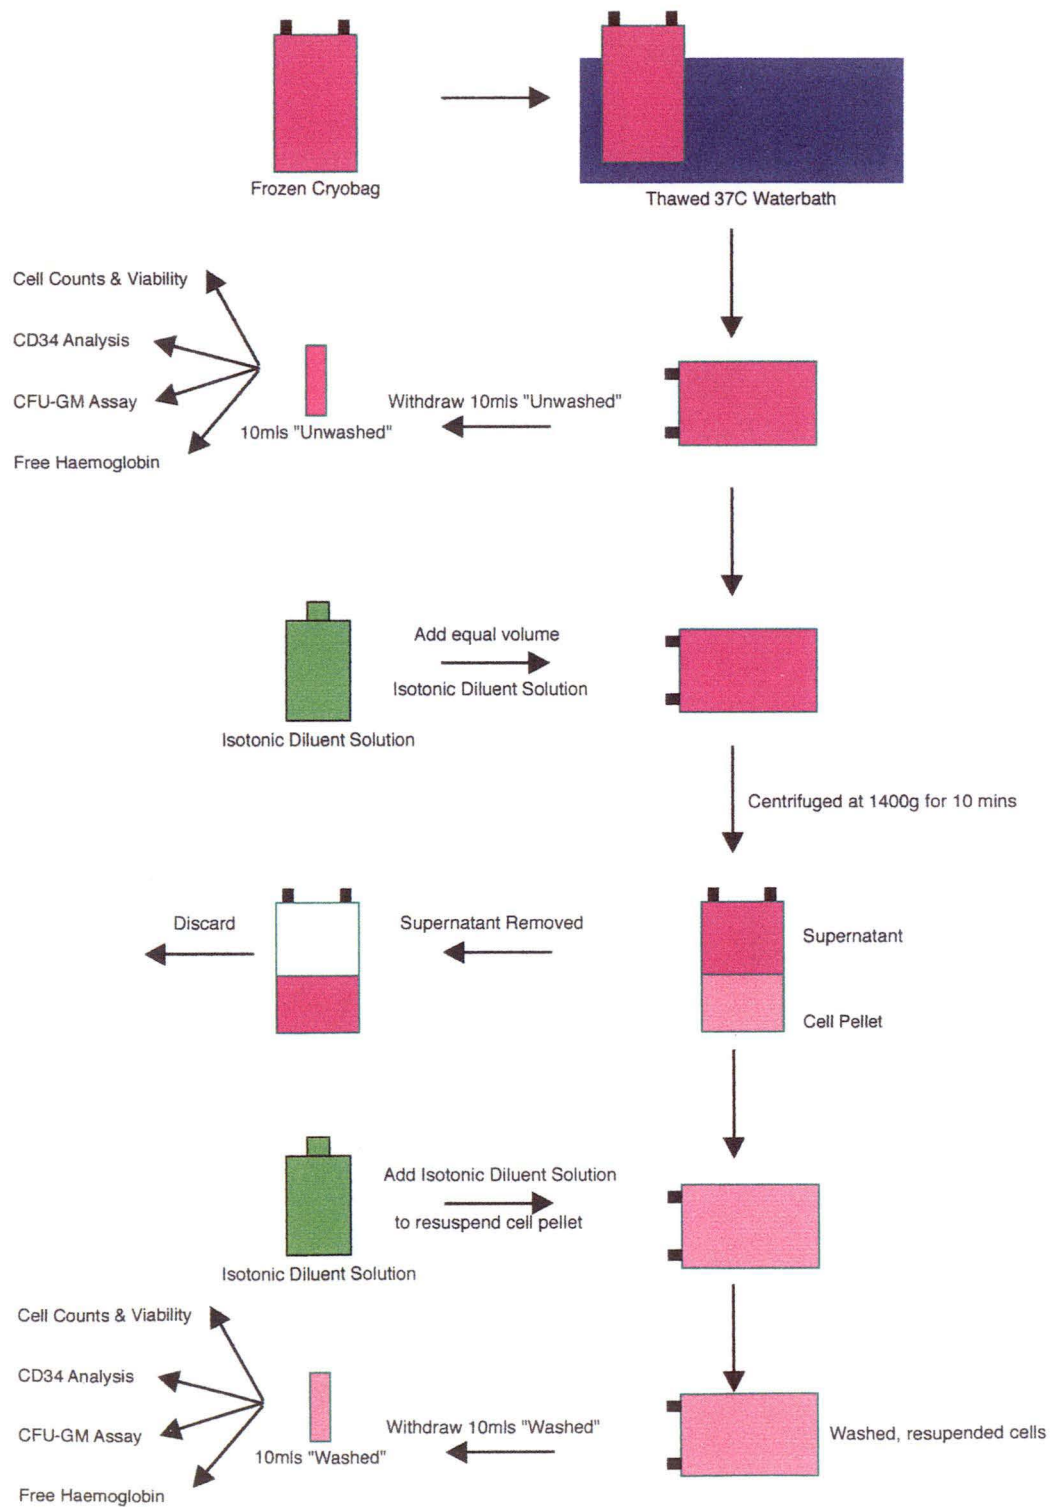 Frozen Cryobag
Thawed 37C Waterbath
Cell Counts & Viability
CD34 Analysis
CFU-GM Assay
Free Haemoglobin
10mls "Unwashed"
Withdraw 10mls "Unwashed"
Isotonic Diluent Solution
Add equal volume
Isotonic Diluent Solution
Centrifuged at 1400g for 10 mins
Discard
Supernatant Removed
Supernatant
Cell Pellet
Isotonic Diluent Solution
Add Isotonic Diluent Solution
to resuspend cell pellet
Cell Counts & Viability
CD34 Analysis
CFU-GM Assay
Free Haemoglobin
10mls "Washed"
Withdraw 10mls "Washed"
Washed, resupended cells